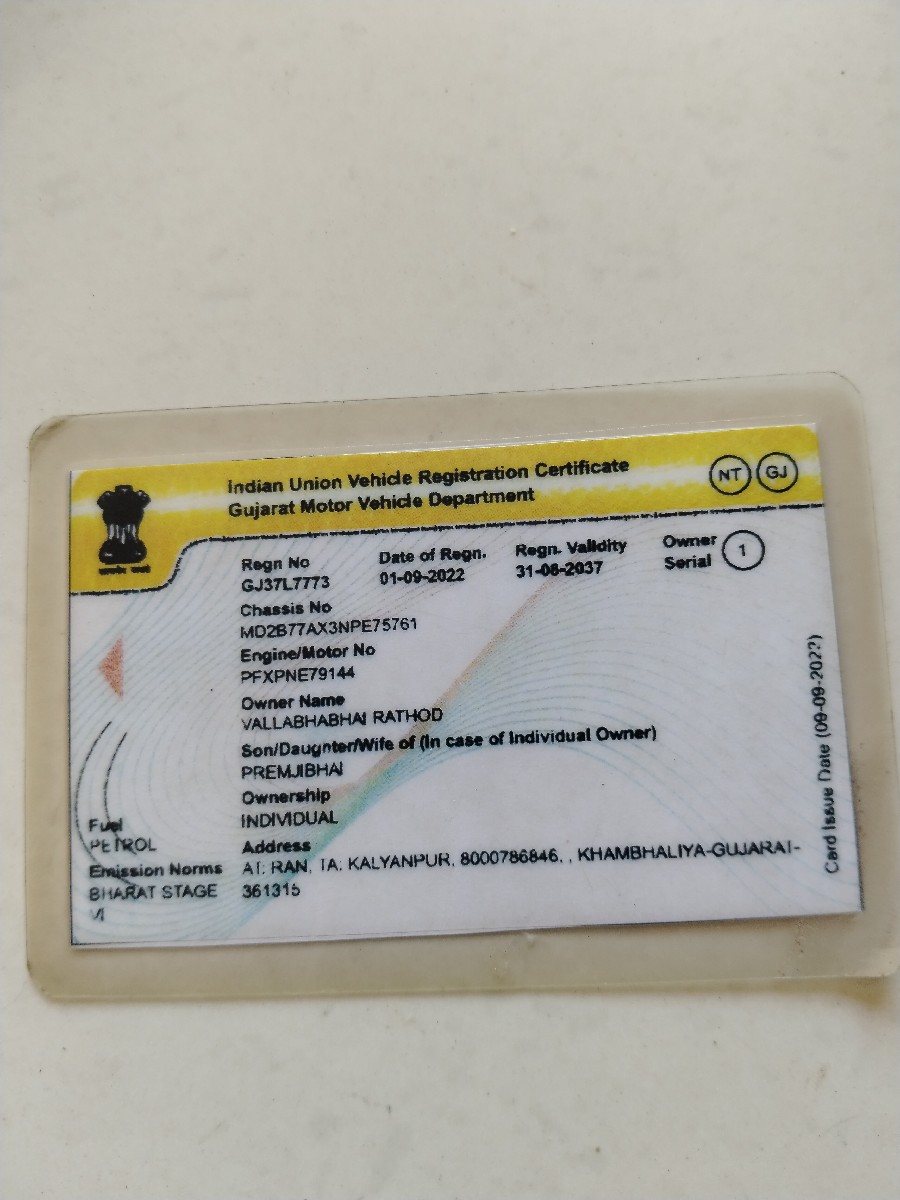 Indian Union Vehicle Registration Certificate
Gujarat Motor Vehicle Department
NT GJ
Regn No Date of Regn. Regn. Validity Owner Serial 1
GJ37L7773 01-09-2022 31-08-2037
Chassis No
MD2B77AX3NPE75761
Engine/Motor No
PFXPNE79144
Owner Name
VALLABHABHAI RATHOD
Son/Daughter/Wife of (In case of Individual Owner)
PREMJIBHAI
Ownership
INDIVIDUAL
Fuel
PETROL
Emission Norms
BHARAT STAGE
VI
Address
AT. RAN, TA. KALYANPUR, 8000786846, , KHAMBHALIYA-GUJARAT-
361315
Card Issue Date (09-09-2022)